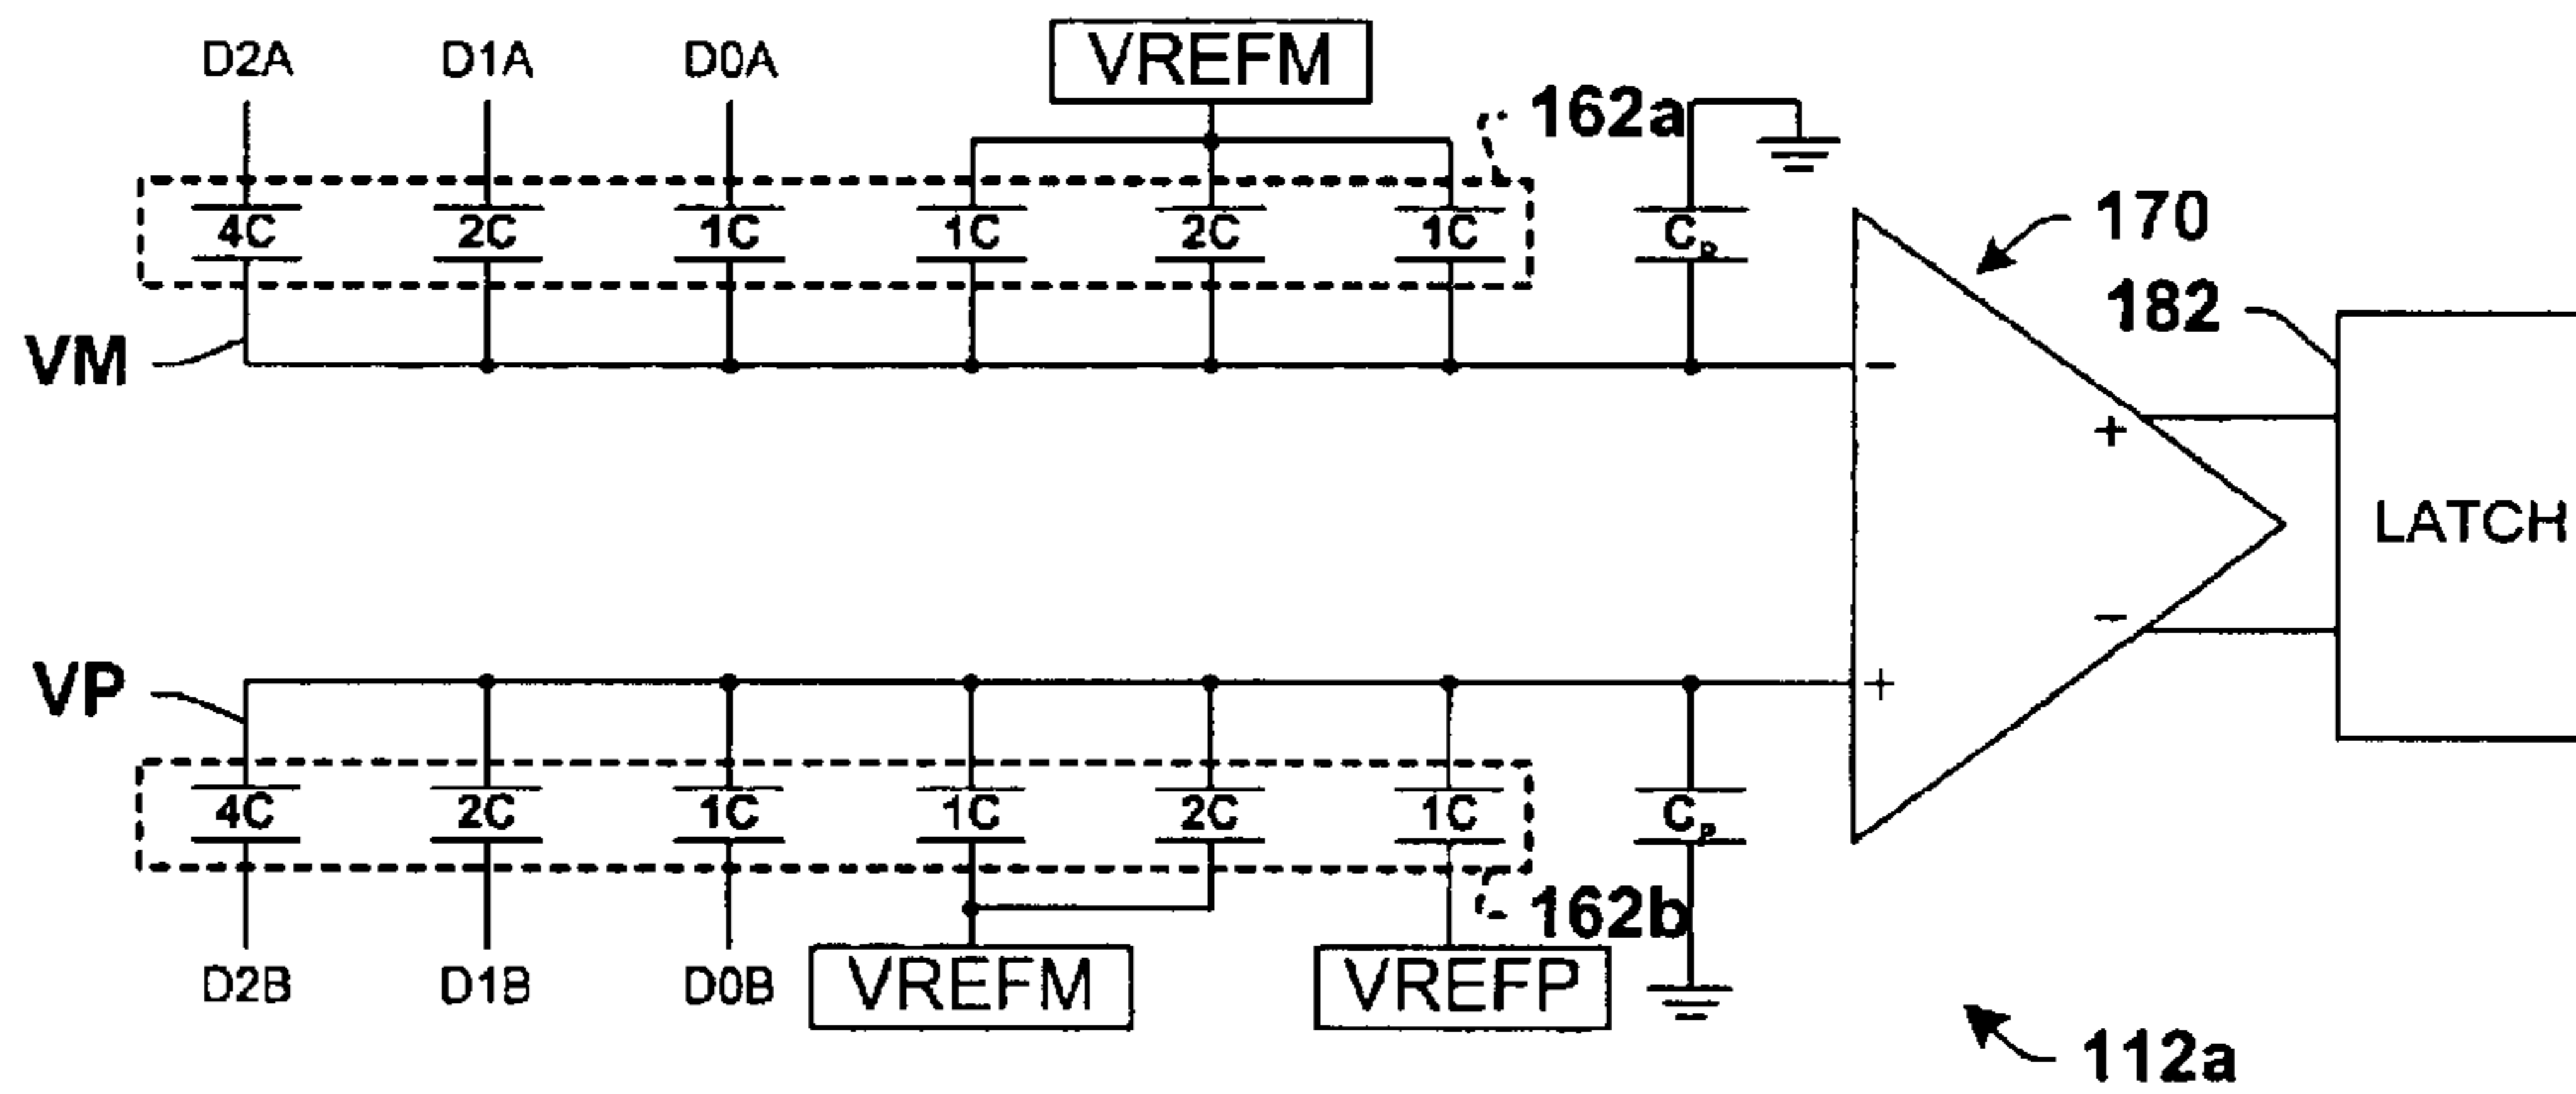 D2A D1A D0A VREFM
162a
4C 2C 1C 1C 2C 1C Cp
170
182
VM
−
+
LATCH
−
VP
+
4C 2C 1C 1C 2C 1C Cp
162b
D2B D1B D0B VREFM VREFP
112a